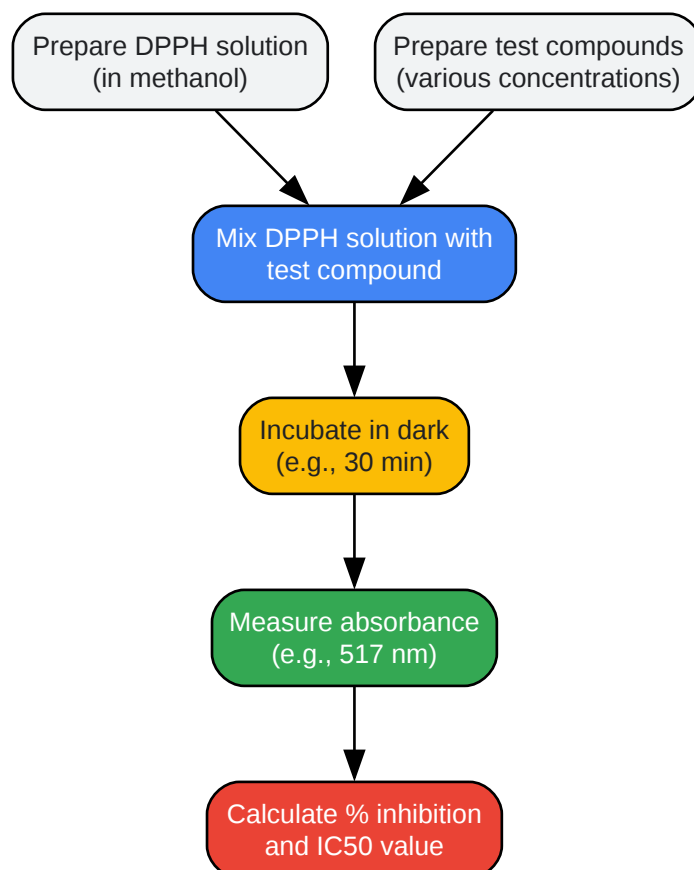 Prepare DPPH solution
(in methanol)
Prepare test compounds
(various concentrations)
Mix DPPH solution with
test compound
Incubate in dark
(e.g., 30 min)
Measure absorbance
(e.g., 517 nm)
Calculate % inhibition
and IC50 value